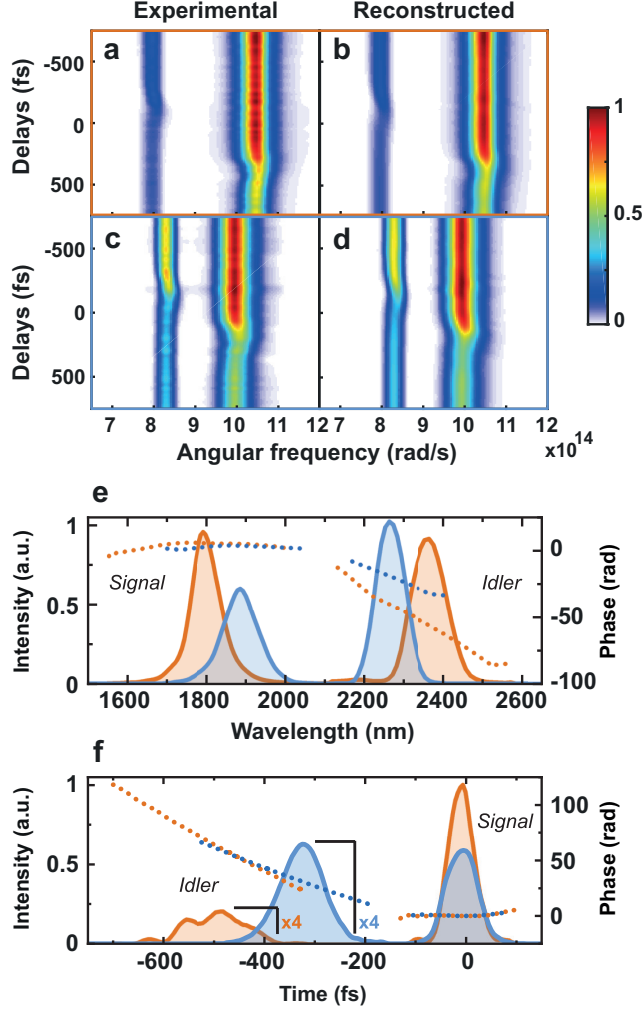 Experimental Reconstructed
a b
Delays (fs)
-500
0
500
c d
Delays (fs)
-500
0
500
1
0.5
0
7 8 9 10 11 12 7 8 9 10 11 12
Angular frequency (rad/s) x10^14
e
Intensity (a.u.)
1
0.5
0
Signal Idler
0
-50
-100
Phase (rad)
1600 1800 2000 2200 2400 2600
Wavelength (nm)
f
Intensity (a.u.)
1
0.5
0
Signal
Idler
x4 x4
100
50
0
Phase (rad)
-600 -400 -200 0
Time (fs)